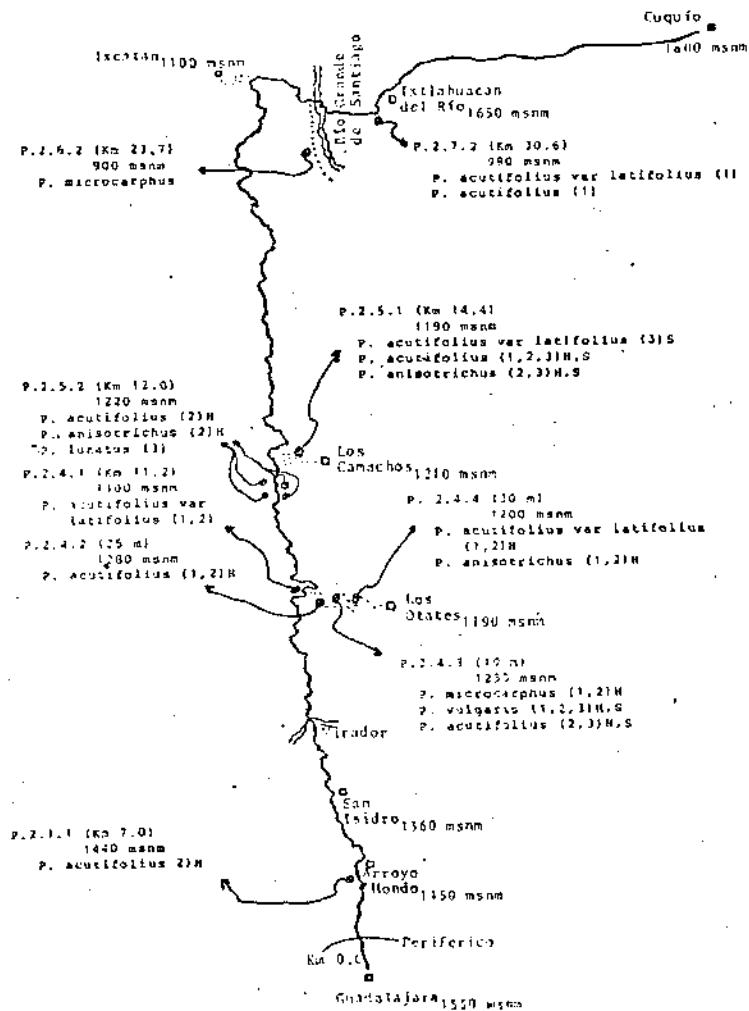 Cuquío
1800 msnm
Ixcatán 1100 msnm
Río Grande
de Santiago
Ixtlahuacán
del Río 1650 msnm
P.2.6.2 (Km 23,7)
900 msnm
P. microcarphus
P.2.7.2 (Km 30.6)
980 msnm
P. acutifolius var latifolius (1)
P. acutifolius (1)
P.2.5.1 (Km 14,4)
1190 msnm
P. acutifolius var latifolius (3)S
P. acutifolius (1,2,3)H,S
P. anisotrichus (2,3)H,S
P.2.5.2 (Km 12.0)
1220 msnm
P. acutifolius (2)H
P. anisotrichus (2)H
P. lunatus (3)
Los
Camachos 1210 msnm
P.2.4.1 (Km 11,2)
msnm
P. acutifolius var
latifolius (1,2)
P. 2.4.4 (30 m)
1200 msnm
P. acutifolius var latifolius
(1,2)H
P. anisotrichus (1,2)H
P.2.4.2 (25 m)
msnm
P. acutifolius (1,2)H
Los
Otates 1190 msnm
P.2.4.3 (10 m)
msnm
P. microcarphus (1,2)H
P. vulgaris (1,2,3)H,S
P. acutifolius (2,3)H,S
Mirador
San
Isidro 1360 msnm
(Km 7.0)
1440 msnm
P. acutifolius 2)H
Arroyo
Hondo 1450 msnm
Periferico
Km 0.0
Guadalajara 1550 msnm